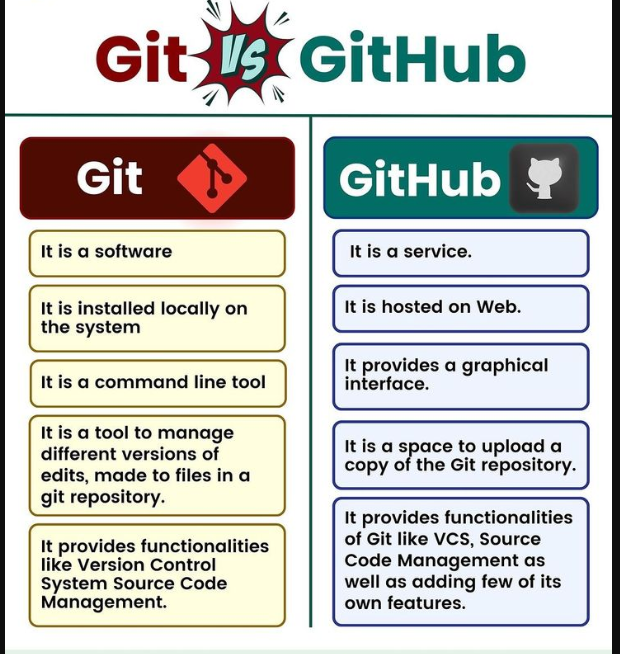 Git VS GitHub
Git
It is a software
It is installed locally on
the system
It is a command line tool
It is a tool to manage
different versions of
edits, made to files in a
git repository.
It provides functionalities
like Version Control
System Source Code
Management.
GitHub
It is a service.
It is hosted on Web.
It provides a graphical
interface.
It is a space to upload a
copy of the Git repository.
It provides functionalities
of Git like VCS, Source
Code Management as
well as adding few of its
own features.